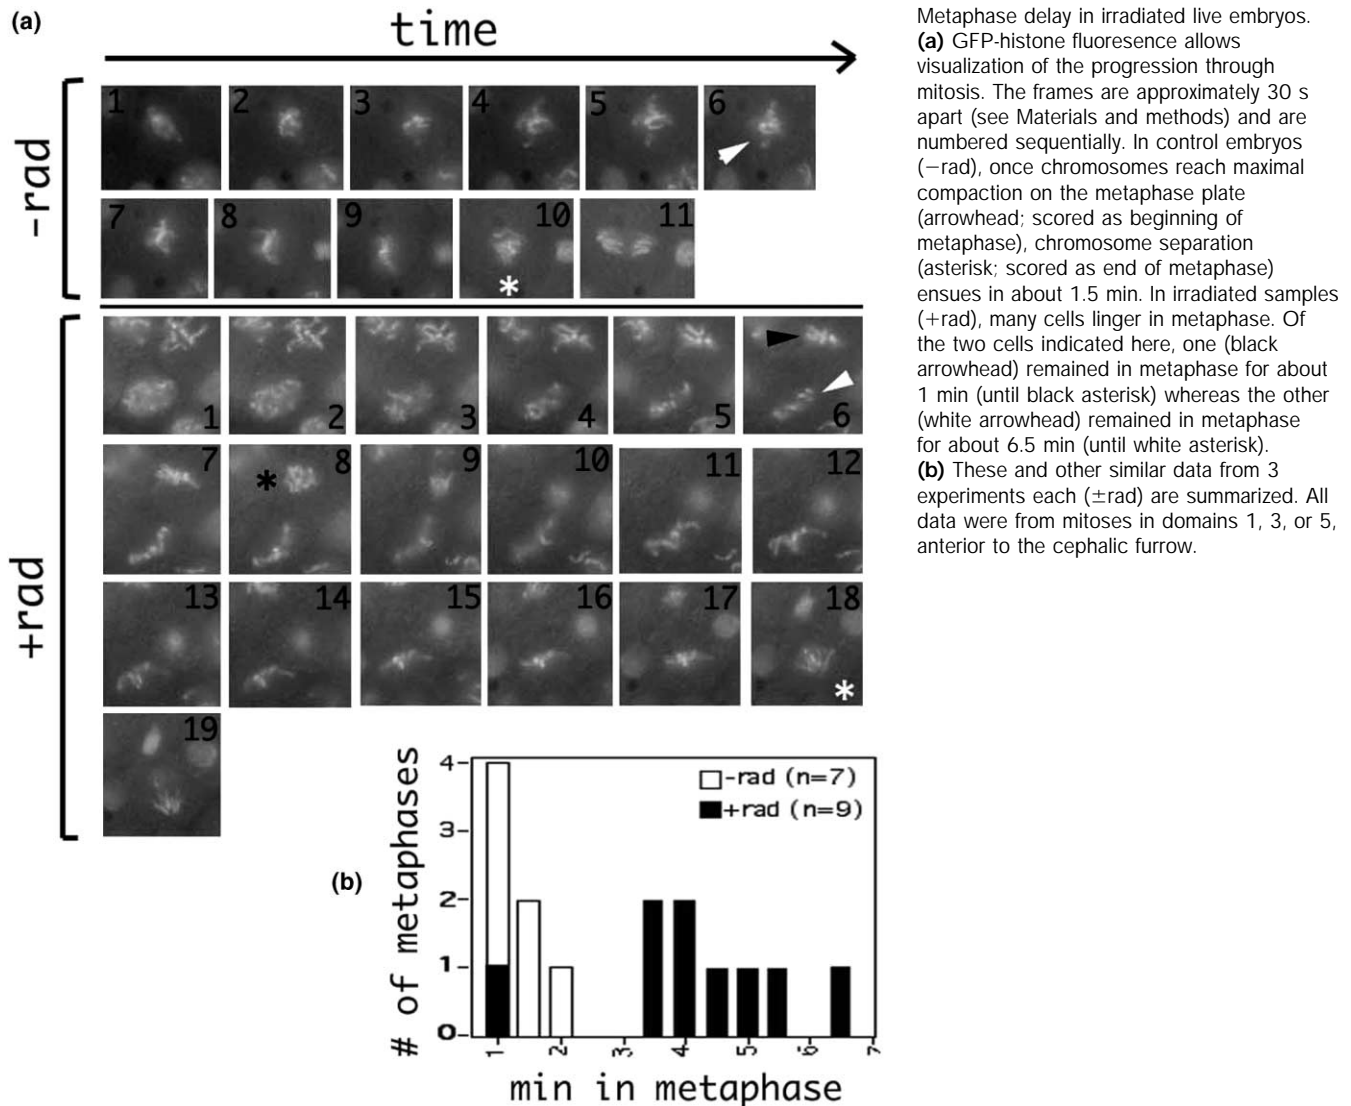 (a)
time
-rad
1 2 3 4 5 6
7 8 9 10 11
*
+rad
1 2 3 4 5 6
7 * 8 9 10 11 12
13 14 15 16 17 18
*
19
(b)
# of metaphases
4
3
2
1
0
-rad (n=7)
+rad (n=9)
1 2 3 4 5 6 7
min in metaphase
Metaphase delay in irradiated live embryos.
(a) GFP-histone fluoresence allows
visualization of the progression through
mitosis. The frames are approximately 30 s
apart (see Materials and methods) and are
numbered sequentially. In control embryos
(−rad), once chromosomes reach maximal
compaction on the metaphase plate
(arrowhead; scored as beginning of
metaphase), chromosome separation
(asterisk; scored as end of metaphase)
ensues in about 1.5 min. In irradiated samples
(+rad), many cells linger in metaphase. Of
the two cells indicated here, one (black
arrowhead) remained in metaphase for about
1 min (until black asterisk) whereas the other
(white arrowhead) remained in metaphase
for about 6.5 min (until white asterisk).
(b) These and other similar data from 3
experiments each (±rad) are summarized. All
data were from mitoses in domains 1, 3, or 5,
anterior to the cephalic furrow.